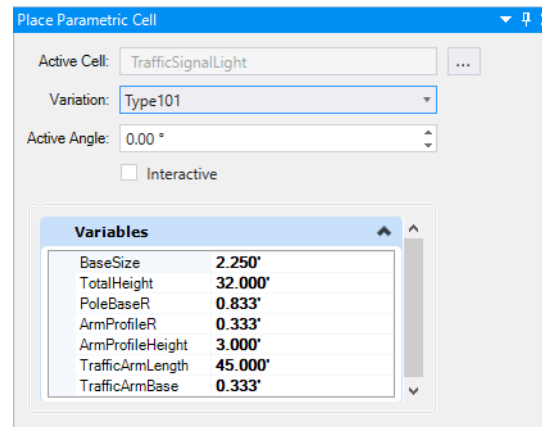 Place Parametric Cell
Active Cell: TrafficSignalLight ...
Variation: Type101
Active Angle: 0.00 °
Interactive
Variables
BaseSize 2.250'
TotalHeight 32.000'
PoleBaseR 0.833'
ArmProfileR 0.333'
ArmProfileHeight 3.000'
TrafficArmLength 45.000'
TrafficArmBase 0.333'